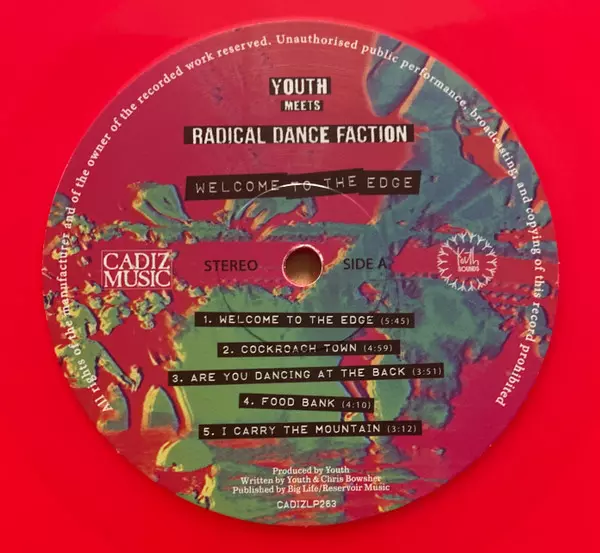 All rights of the manufacturer and of the owner of the recorded work reserved. Unauthorised public performance, broadcasting, and copying of this record prohibited
YOUTH
MEETS
RADICAL DANCE FACTION
WELCOME TO THE EDGE
CADIZ
MUSIC
STEREO
SIDE A
Youth
SOUNDS
1. WELCOME TO THE EDGE (5:45)
2. COCKROACH TOWN (4:59)
3. ARE YOU DANCING AT THE BACK (3:51)
4. FOOD BANK (4:10)
5. I CARRY THE MOUNTAIN (3:12)
Produced by Youth
Written by Youth & Chris Bowsher
Published by Big Life/Reservoir Music
CADIZLP263